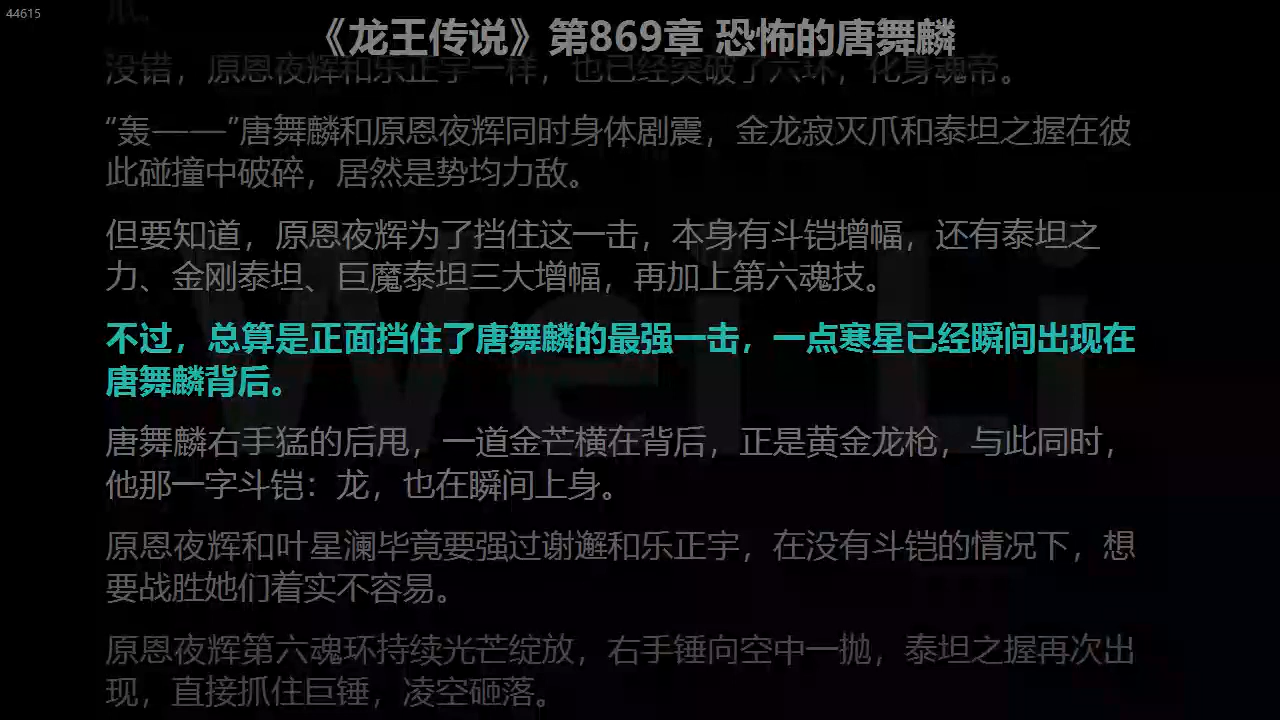 44615
《龙王传说》第869章 恐怖的唐舞麟
没错，原恩夜辉和乐正宇一样，也已经突破了六环，化身魂帝。
“轰———”唐舞麟和原恩夜辉同时身体剧震，金龙寂灭爪和泰坦之握在彼
此碰撞中破碎，居然是势均力敌。
但要知道，原恩夜辉为了挡住这一击，本身有斗铠增幅，还有泰坦之
力、金刚泰坦、巨魔泰坦三大增幅，再加上第六魂技。
不过，总算是正面挡住了唐舞麟的最强一击，一点寒星已经瞬间出现在
唐舞麟背后。
唐舞麟右手猛的后甩，一道金芒横在背后，正是黄金龙枪，与此同时，
他那一字斗铠：龙，也在瞬间上身。
原恩夜辉和叶星澜毕竟要强过谢邂和乐正宇，在没有斗铠的情况下，想
要战胜她们着实不容易。
原恩夜辉第六魂环持续光芒绽放，右手锤向空中一抛，泰坦之握再次出
现，直接抓住巨锤，凌空砸落。
Wei Li